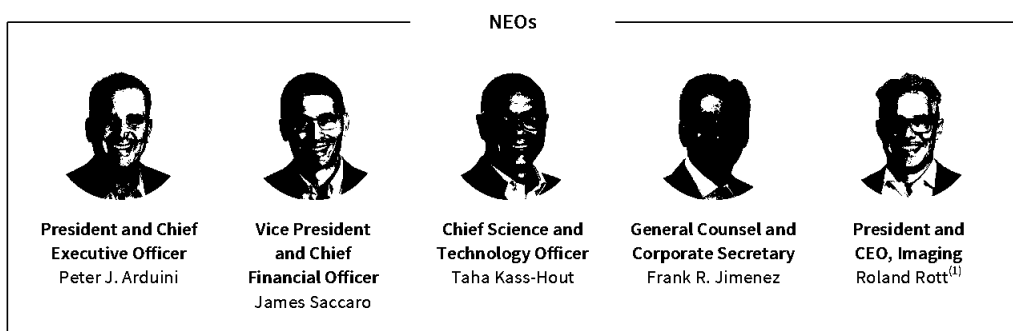 NEOs
President and Chief
Executive Officer
Peter J. Arduini
Vice President
and Chief
Financial Officer
James Saccaro
Chief Science and
Technology Officer
Taha Kass-Hout
General Counsel and
Corporate Secretary
Frank R. Jimenez
President and
CEO, Imaging
Roland Rott(1)